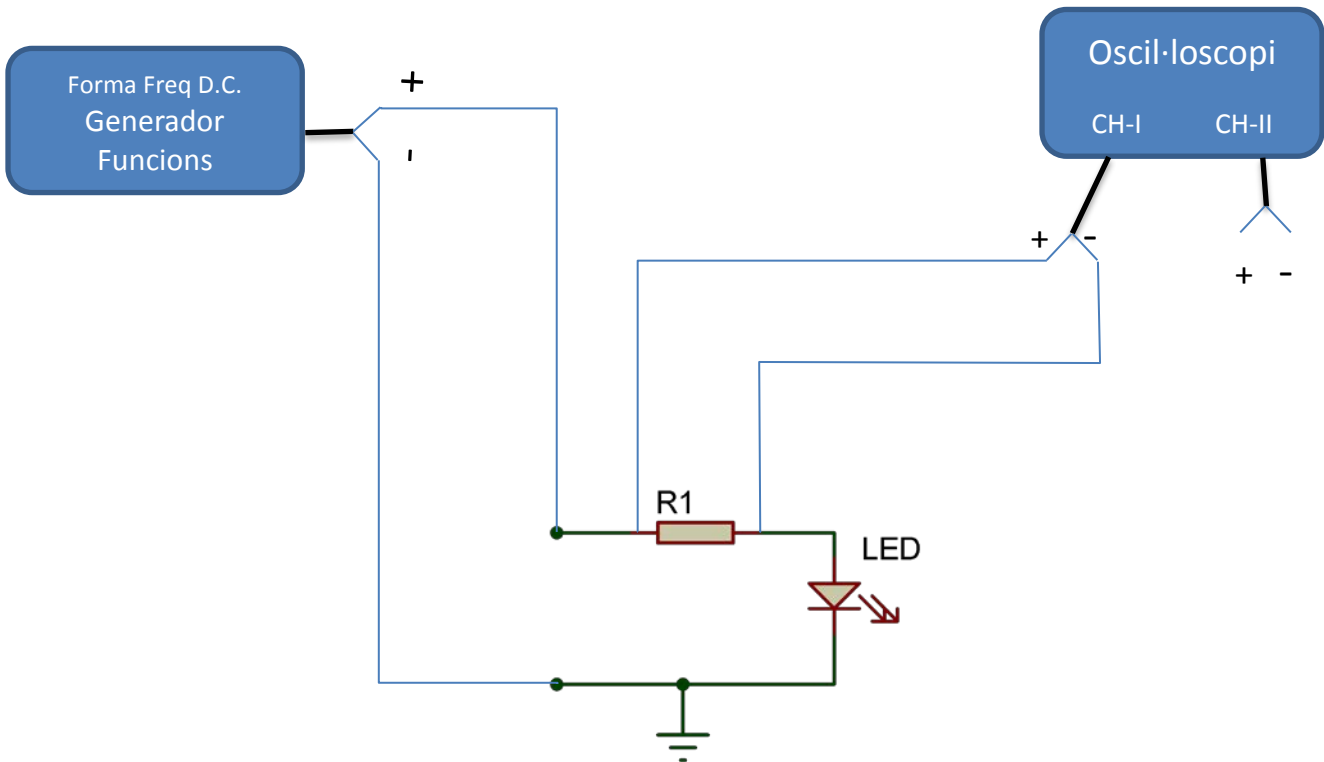 Forma Freq D.C.
Generador
Funcions
+
-
Oscil·loscopi
CH-I CH-II
+ -
+ -
R1
LED